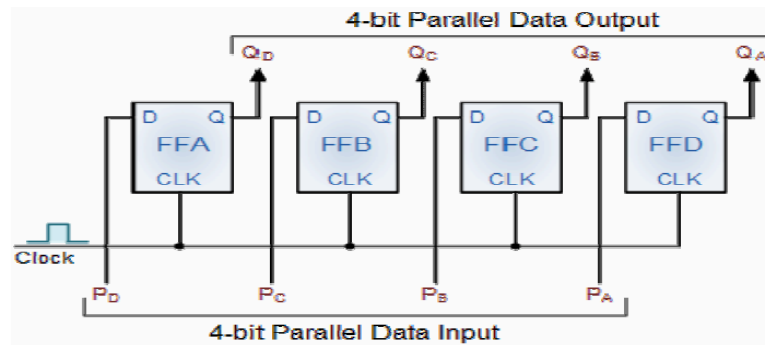 4-bit Parallel Data Output
QD QC QB QA
D Q D Q D Q D Q
FFA FFB FFC FFD
CLK CLK CLK CLK
Clock
PD PC PB PA
4-bit Parallel Data Input